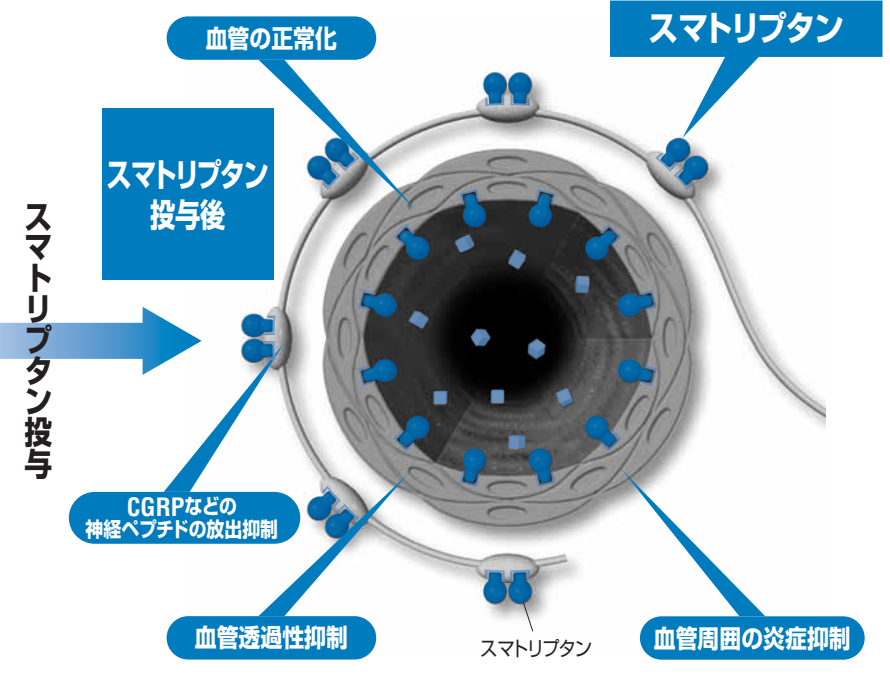 血管の正常化
スマトリプタン
スマトリプタン
投与後
スマトリプタン投与
CGRPなどの
神経ペプチドの放出抑制
血管透過性抑制
スマトリプタン
血管周囲の炎症抑制